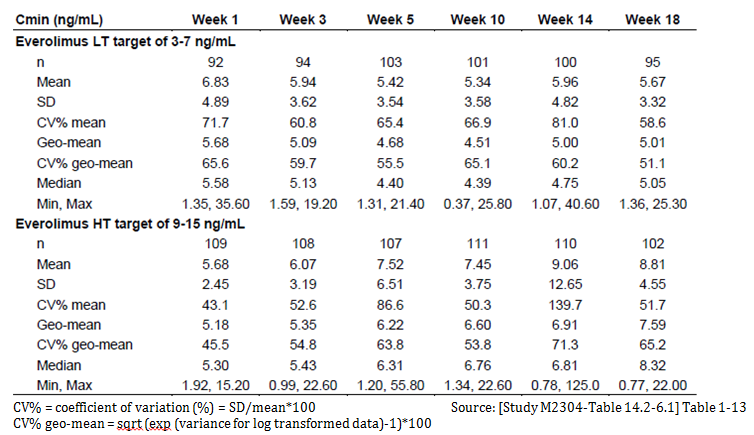 Cmin (ng/mL) Week 1 Week 3 Week 5 Week 10 Week 14 Week 18
Everolimus LT target of 3-7 ng/mL
n 92 94 103 101 100 95
Mean 6.83 5.94 5.42 5.34 5.96 5.67
SD 4.89 3.62 3.54 3.58 4.82 3.32
CV% mean 71.7 60.8 65.4 66.9 81.0 58.6
Geo-mean 5.68 5.09 4.68 4.51 5.00 5.01
CV% geo-mean 65.6 59.7 55.5 65.1 60.2 51.1
Median 5.58 5.13 4.40 4.39 4.75 5.05
Min, Max 1.35, 35.60 1.59, 19.20 1.31, 21.40 0.37, 25.80 1.07, 40.60 1.36, 25.30
Everolimus HT target of 9-15 ng/mL
n 109 108 107 111 110 102
Mean 5.68 6.07 7.52 7.45 9.06 8.81
SD 2.45 3.19 6.51 3.75 12.65 4.55
CV% mean 43.1 52.6 86.6 50.3 139.7 51.7
Geo-mean 5.18 5.35 6.22 6.60 6.91 7.59
CV% geo-mean 45.5 54.8 63.8 53.8 71.3 65.2
Median 5.30 5.43 6.31 6.76 6.81 8.32
Min, Max 1.92, 15.20 0.99, 22.60 1.20, 55.80 1.34, 22.60 0.78, 125.0 0.77, 22.00
CV% = coefficient of variation (%) = SD/mean*100 Source: [Study M2304-Table 14.2-6.1] Table 1-13
CV% geo-mean = sqrt (exp (variance for log transformed data)-1)*100